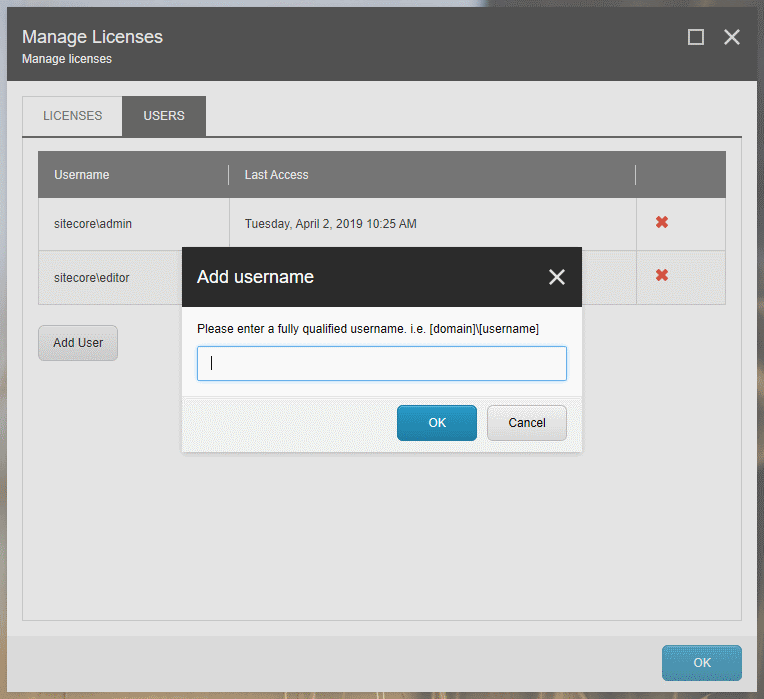 Manage Licenses
Manage licenses
LICENSES USERS
Username Last Access
sitecore\admin Tuesday, April 2, 2019 10:25 AM
sitecore\editor
Add username
Please enter a fully qualified username. i.e. [domain]\[username]
Add User
OK Cancel
OK